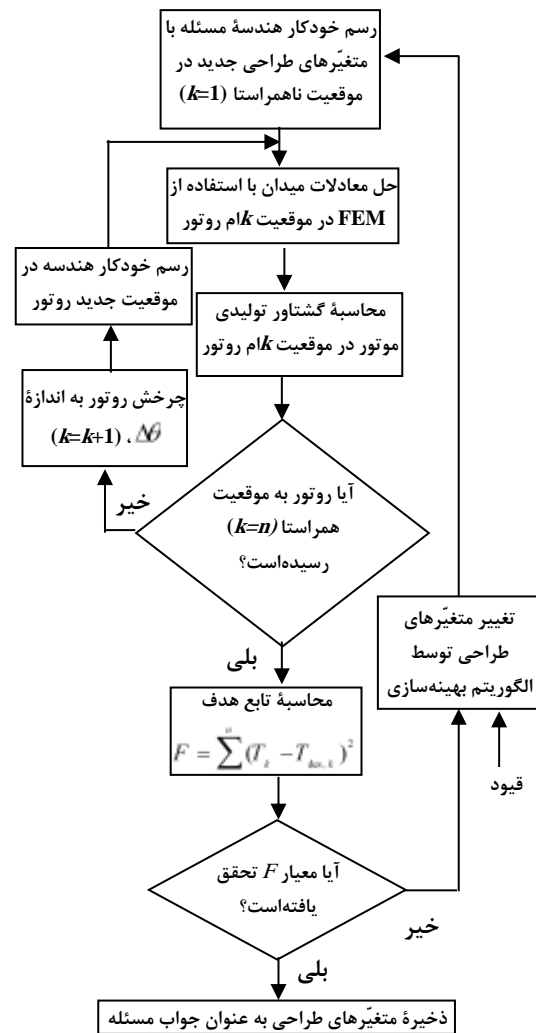 رسم خودکار هندسهٔ مسئله با
متغیّرهای طراحی جدید در
موقعیت ناهمراستا (k=1)
حل معادلات میدان با استفاده از
FEM در موقعیت kام روتور
رسم خودکار هندسه در
موقعیت جدید روتور
محاسبهٔ گشتاور تولیدی
موتور در موقعیت kام روتور
چرخش روتور به اندازهٔ
Δθ ، (k=k+1)
آیا روتور به موقعیت
همراستا (k=n)
رسیده‌است؟
خیر
بلی
تغییر متغیّرهای
طراحی توسط
الگوریتم بهینه‌سازی
قیود
محاسبهٔ تابع هدف
F = ∑(T_k − T_des,k)²
آیا معیار F تحقق
یافته‌است؟
خیر
بلی
ذخیرهٔ متغیّرهای طراحی به عنوان جواب مسئله